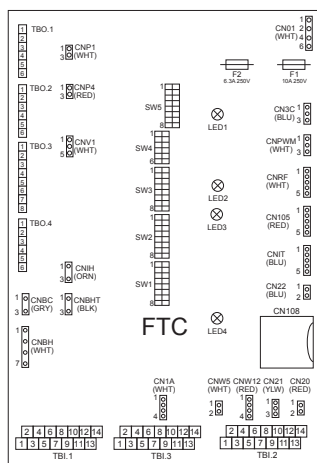 TBO.1
1
2
3
4
5
6
1
3
CNP1
(WHT)
CN01
(WHT)
1
2
4
6
F2
6.3A 250V
F1
10A 250V
TBO.2
1
2
3
4
1
3
CNP4
(RED)
SW5
1
8
LED1
CN3C
(BLU)
1
3
TBO.3
1
2
3
4
5
6
7
8
1
5
CNV1
(WHT)
SW4
1
6
CNPWM
(WHT)
1
3
SW3
1
8
LED2
CNRF
(WHT)
1
5
TBO.4
1
2
3
4
5
6
SW2
1
8
LED3
CN105
(RED)
1
5
CNIT
(BLU)
1
5
1
3
CNIH
(ORN)
SW1
1
8
CN22
(BLU)
1
2
1
3
CNBC
(GRY)
1
3
CNBHT
(BLK)
CN108
1
7
CNBH
(WHT)
FTC
LED4
CN1A
(WHT)
1
4
CNW5
(WHT)
1
2
CNW12
(RED)
1
5
CN21
(YLW)
1
3
CN20
(RED)
1
3
2 4 6 8 10 12 14
1 3 5 7 9 11 13
TBI.1
2 4 6 8 10 12 14
1 3 5 7 9 11 13
TBI.3
2 4 6 8 10 12 14
1 3 5 7 9 11 13
TBI.2